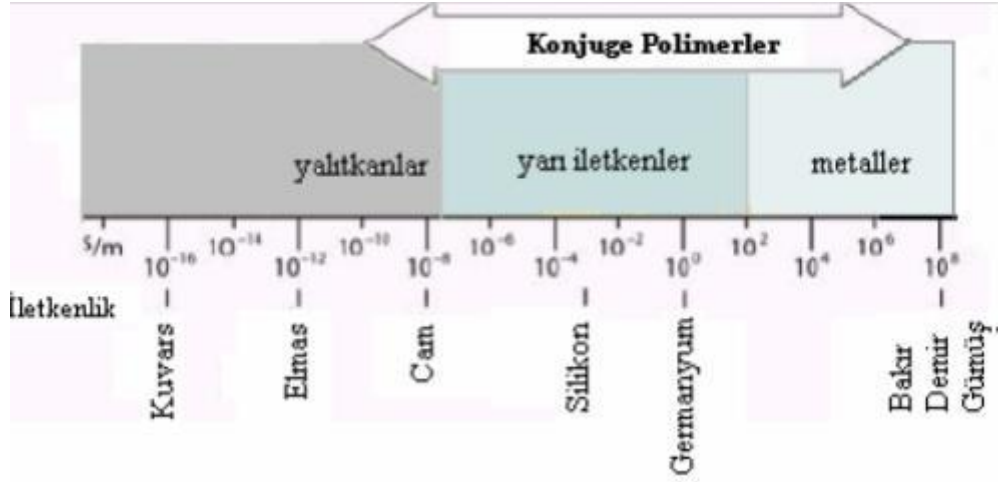 Konjuge Polimerler
yalıtkanlar
yarı iletkenler
metaller
S/m
10⁻¹⁶
10⁻¹⁴
10⁻¹²
10⁻¹⁰
10⁻⁸
10⁻⁶
10⁻⁴
10⁻²
10⁰
10²
10⁴
10⁶
10⁸
İletkenlik
Kuvars
Elmas
Cam
Silikon
Germanyum
Bakır
Demir
Gümüş